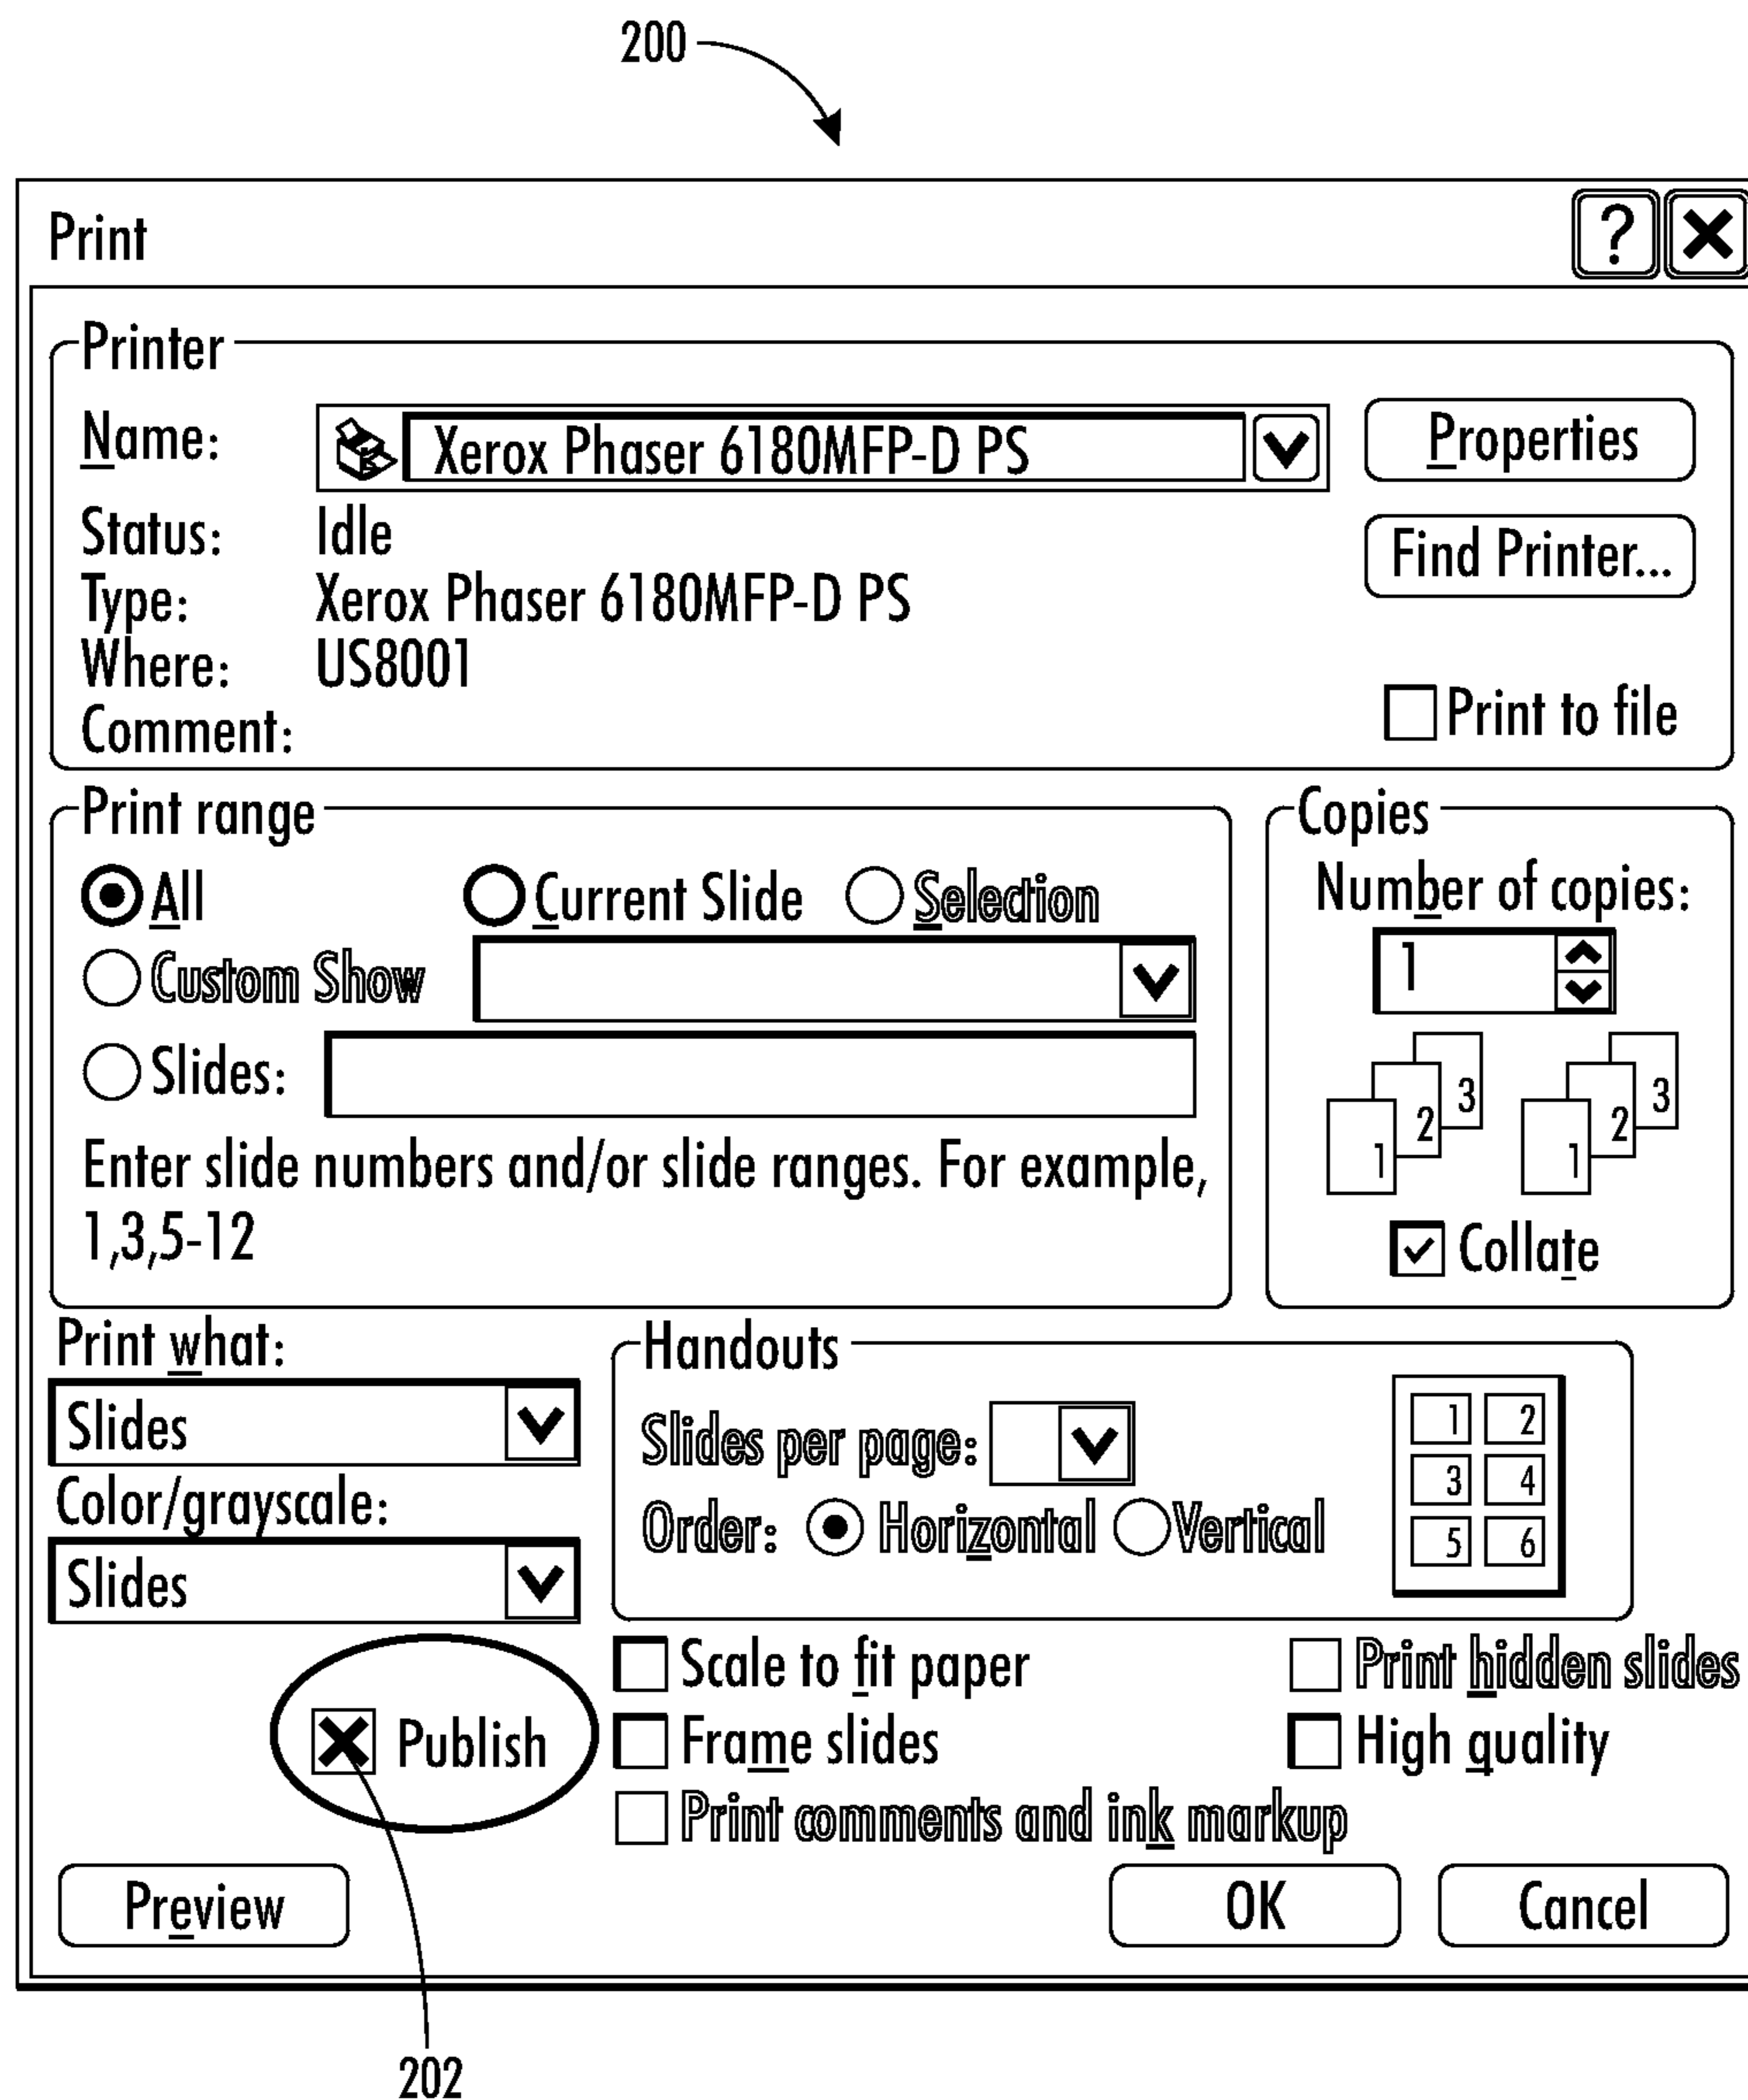 200
Print ?
Printer
Name: Xerox Phaser 6180MFP-D PS Properties
Status: Idle Find Printer...
Type: Xerox Phaser 6180MFP-D PS
Where: US8001
Comment: Print to file
Print range Copies
All Current Slide Selection Number of copies:
Custom Show 1
Slides:
1 2 3 1 2 3
Enter slide numbers and/or slide ranges. For example,
1,3,5-12
Collate
Print what: Handouts
Slides Slides per page: 1 2
3 4
Color/grayscale: Order: Horizontal Vertical
5 6
Slides
Scale to fit paper Print hidden slides
Publish Frame slides High quality
Print comments and ink markup
Preview OK Cancel
202